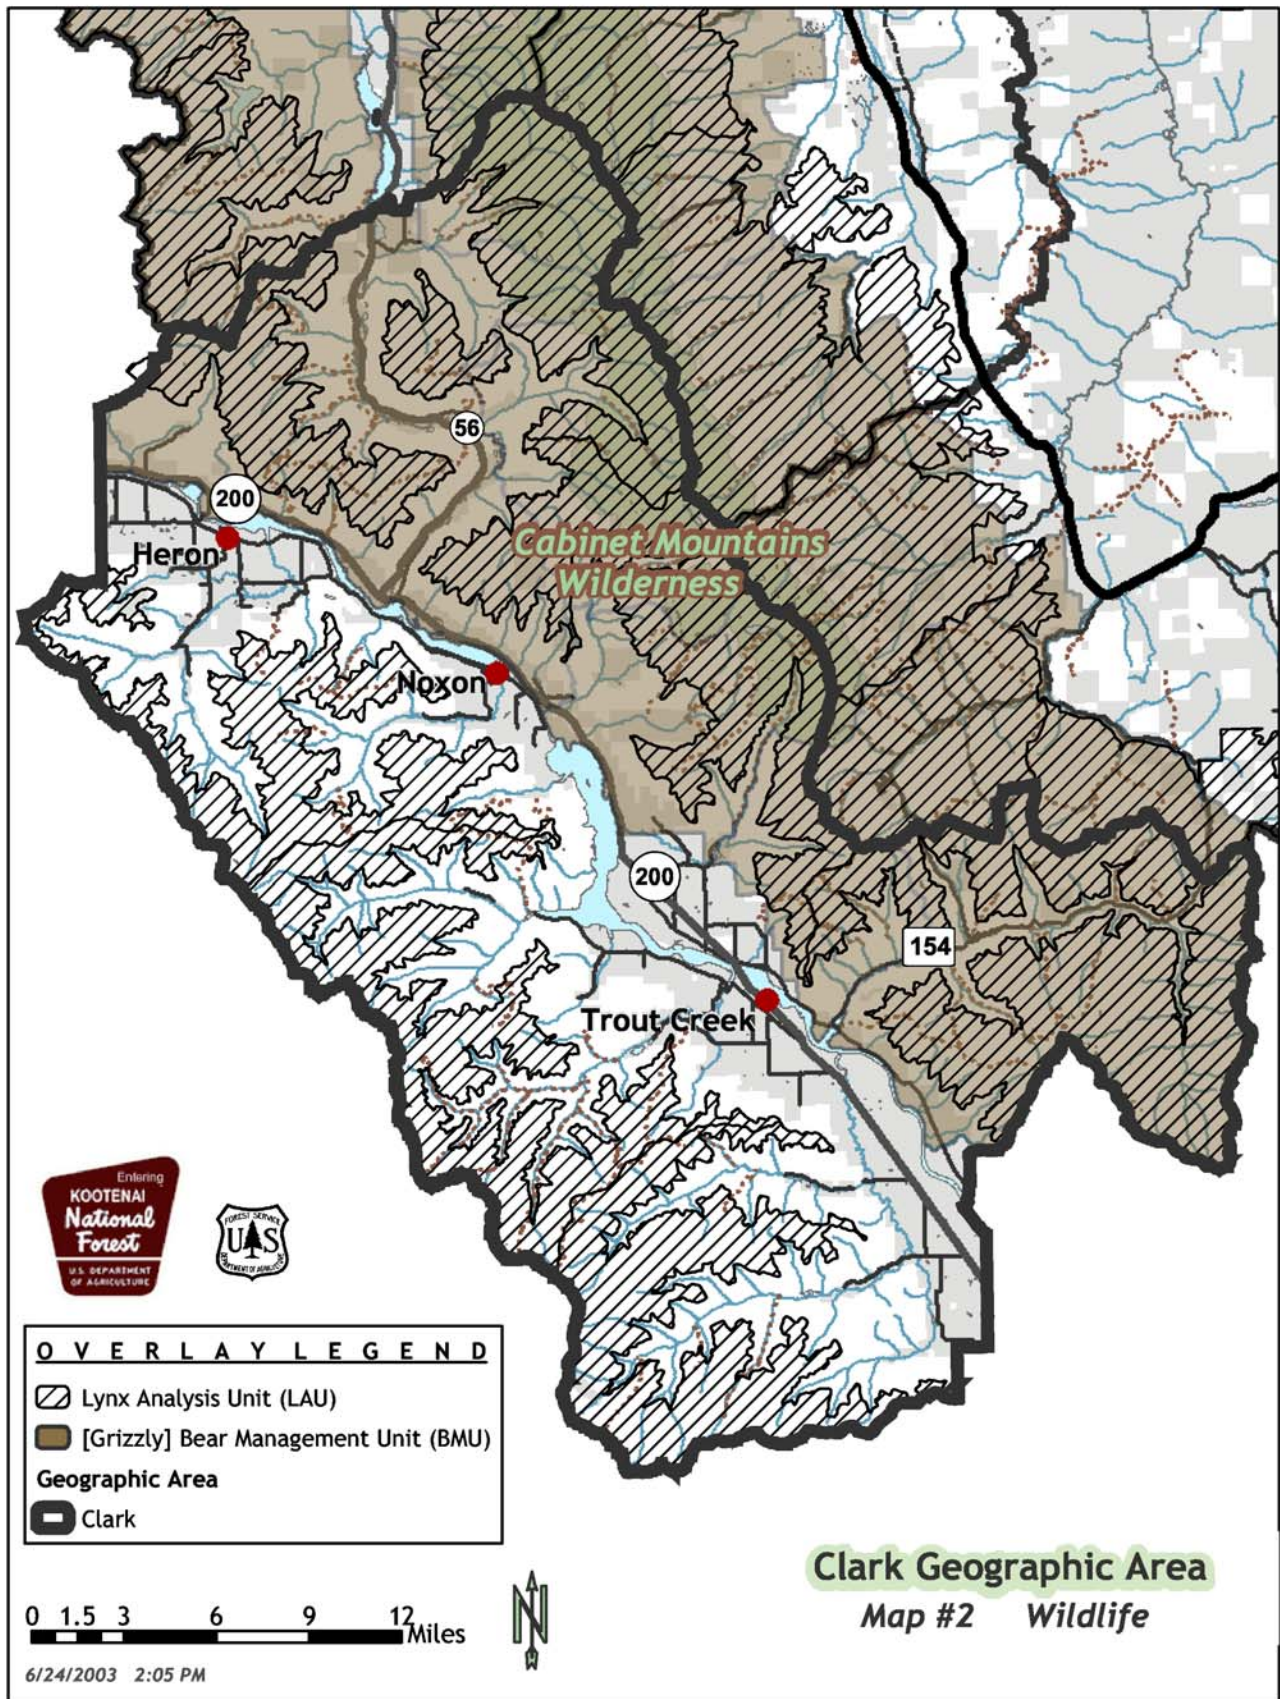 56
200
Heron
Cabinet Mountains
Wilderness
Noxon
200
154
Trout Creek
Entering
KOOTENAI
National
Forest
U.S. DEPARTMENT
OF AGRICULTURE
FOREST SERVICE
U S
DEPARTMENT OF AGRICULTURE
OVERLAY LEGEND
Lynx Analysis Unit (LAU)
[Grizzly] Bear Management Unit (BMU)
Geographic Area
Clark
Clark Geographic Area
Map #2 Wildlife
0 1.5 3 6 9 12
Miles
N
6/24/2003 2:05 PM